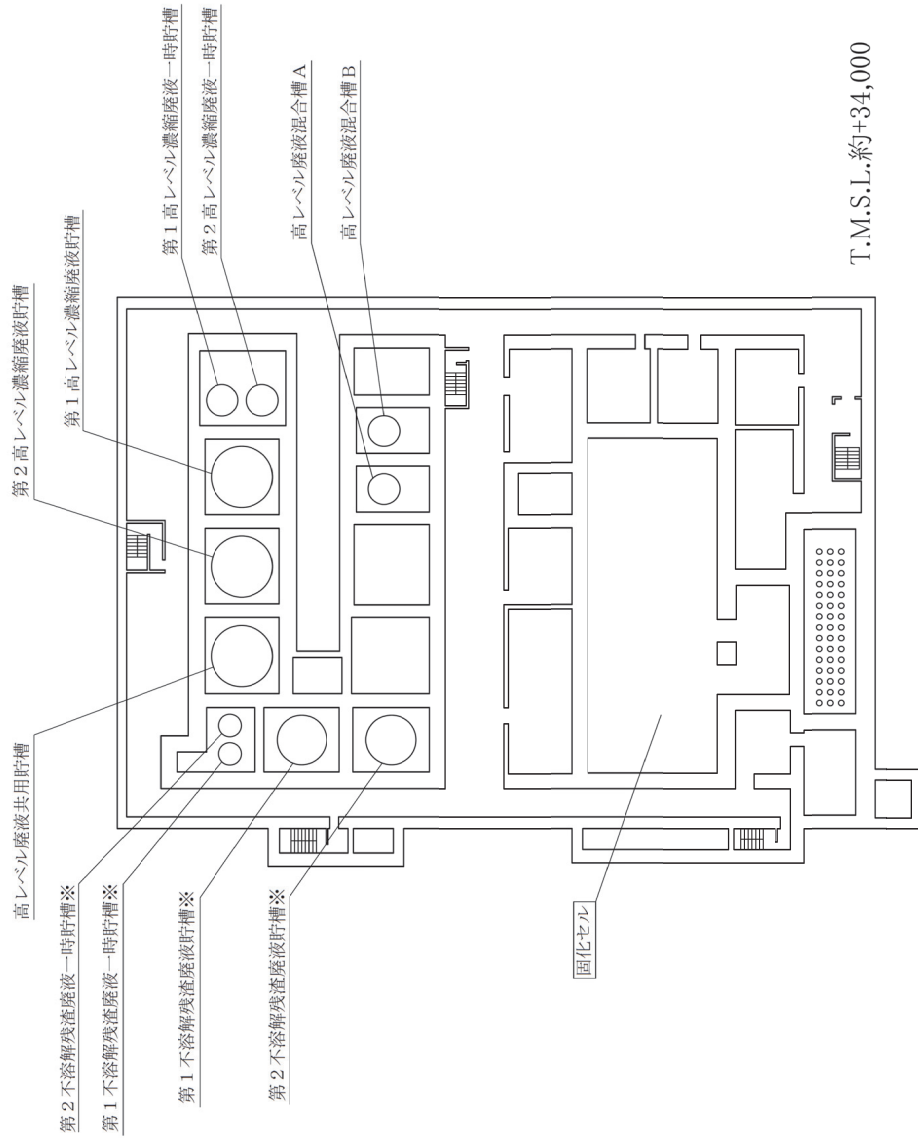 第2不溶解残渣廃液一時貯槽※
第1不溶解残渣廃液一時貯槽※
第1不溶解残渣廃液貯槽※
第2不溶解残渣廃液貯槽※
高レベル廃液共用貯槽
第2高レベル濃縮廃液貯槽
第1高レベル濃縮廃液貯槽
第1高レベル濃縮廃液一時貯槽
第2高レベル濃縮廃液一時貯槽
高レベル廃液混合槽A
高レベル廃液混合槽B
固化セル
T.M.S.L.約+34,000